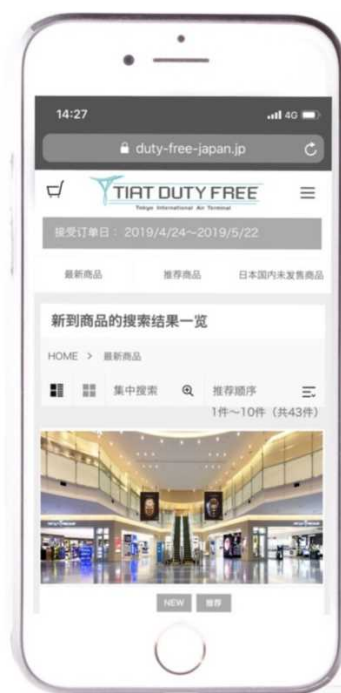 14:27 4G
duty-free-japan.jp
TIAT DUTY FREE
Tokyo International Air Terminal
接受订单日：2019/4/24～2019/5/22
最新商品 推荐商品 日本国内未发售商品
新到商品的搜索结果一览
HOME > 最新商品
集中搜索 推荐顺序
1件～10件（共43件）
NEW 推荐